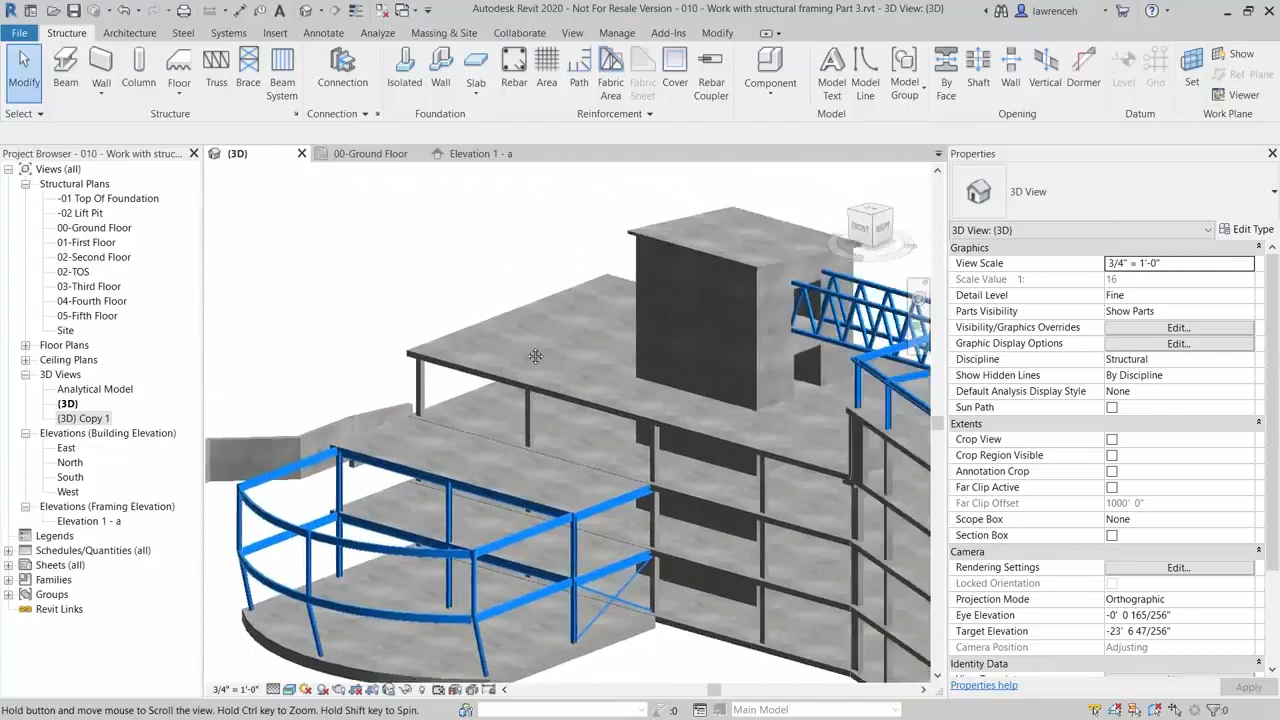 Autodesk Revit 2020 - Not For Resale Version - 010 - Work with structural framing Part 3.rvt - 3D View: {3D}
lawrenceh
File Structure Architecture Steel Systems Insert Annotate Analyze Massing & Site Collaborate View Manage Add-Ins Modify
Modify Beam Wall Column Floor Truss Brace Beam System Connection Isolated Wall Slab Rebar Area Path Fabric Area Fabric Sheet Cover Rebar Coupler Component Model Text Model Line Model Group By Face Shaft Wall Vertical Dormer Level Grid Set Show Ref Plane Viewer
Select Structure Connection Foundation Reinforcement Model Opening Datum Work Plane
Project Browser - 010 - Work with struc...
{3D}
00-Ground Floor
Elevation 1 - a
Properties
Views (all)
Structural Plans
-01 Top Of Foundation
-02 Lift Pit
00-Ground Floor
01-First Floor
02-Second Floor
02-TOS
03-Third Floor
04-Fourth Floor
05-Fifth Floor
Site
Floor Plans
Ceiling Plans
3D Views
Analytical Model
{3D}
{3D} Copy 1
Elevations (Building Elevation)
East
North
South
West
Elevations (Framing Elevation)
Elevation 1 - a
Legends
Schedules/Quantities (all)
Sheets (all)
Families
Groups
Revit Links
FRONT RIGHT
3D View
3D View: {3D} Edit Type
Graphics
View Scale 3/4" = 1'-0"
Scale Value 1: 16
Detail Level Fine
Parts Visibility Show Parts
Visibility/Graphics Overrides Edit...
Graphic Display Options Edit...
Discipline Structural
Show Hidden Lines By Discipline
Default Analysis Display Style None
Sun Path
Extents
Crop View
Crop Region Visible
Annotation Crop
Far Clip Active
Far Clip Offset 1000' 0"
Scope Box None
Section Box
Camera
Rendering Settings Edit...
Locked Orientation
Projection Mode Orthographic
Eye Elevation -0' 0 165/256"
Target Elevation -23' 6 47/256"
Camera Position Adjusting
Identity Data
Properties help Apply
3/4" = 1'-0"
Hold button and move mouse to Scroll the view. Hold Ctrl key to Zoom. Hold Shift key to Spin.
:0
Main Model
:0